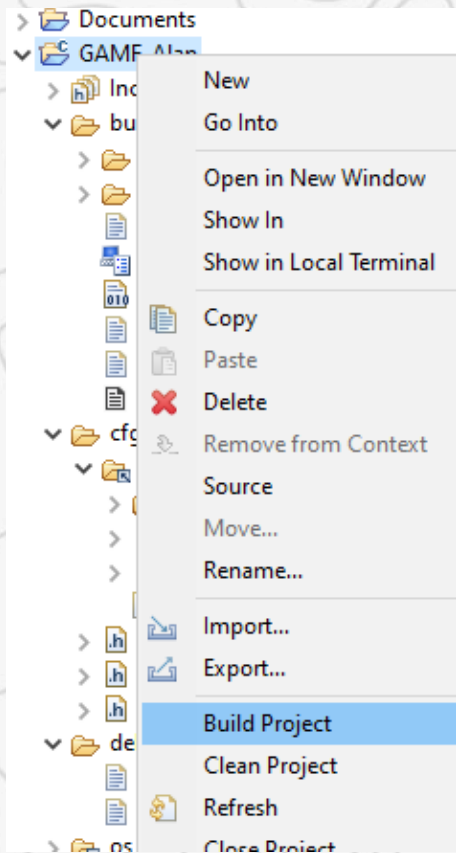 Documents
GAME_Alan
New
Inc
Go Into
bu
Open in New Window
Show In
Show in Local Terminal
010
Copy
Paste
Delete
cfg
Remove from Context
Source
Move...
Rename...
Import...
.h
Export...
.h
.h
Build Project
de
Clean Project
Refresh
os
Close Project